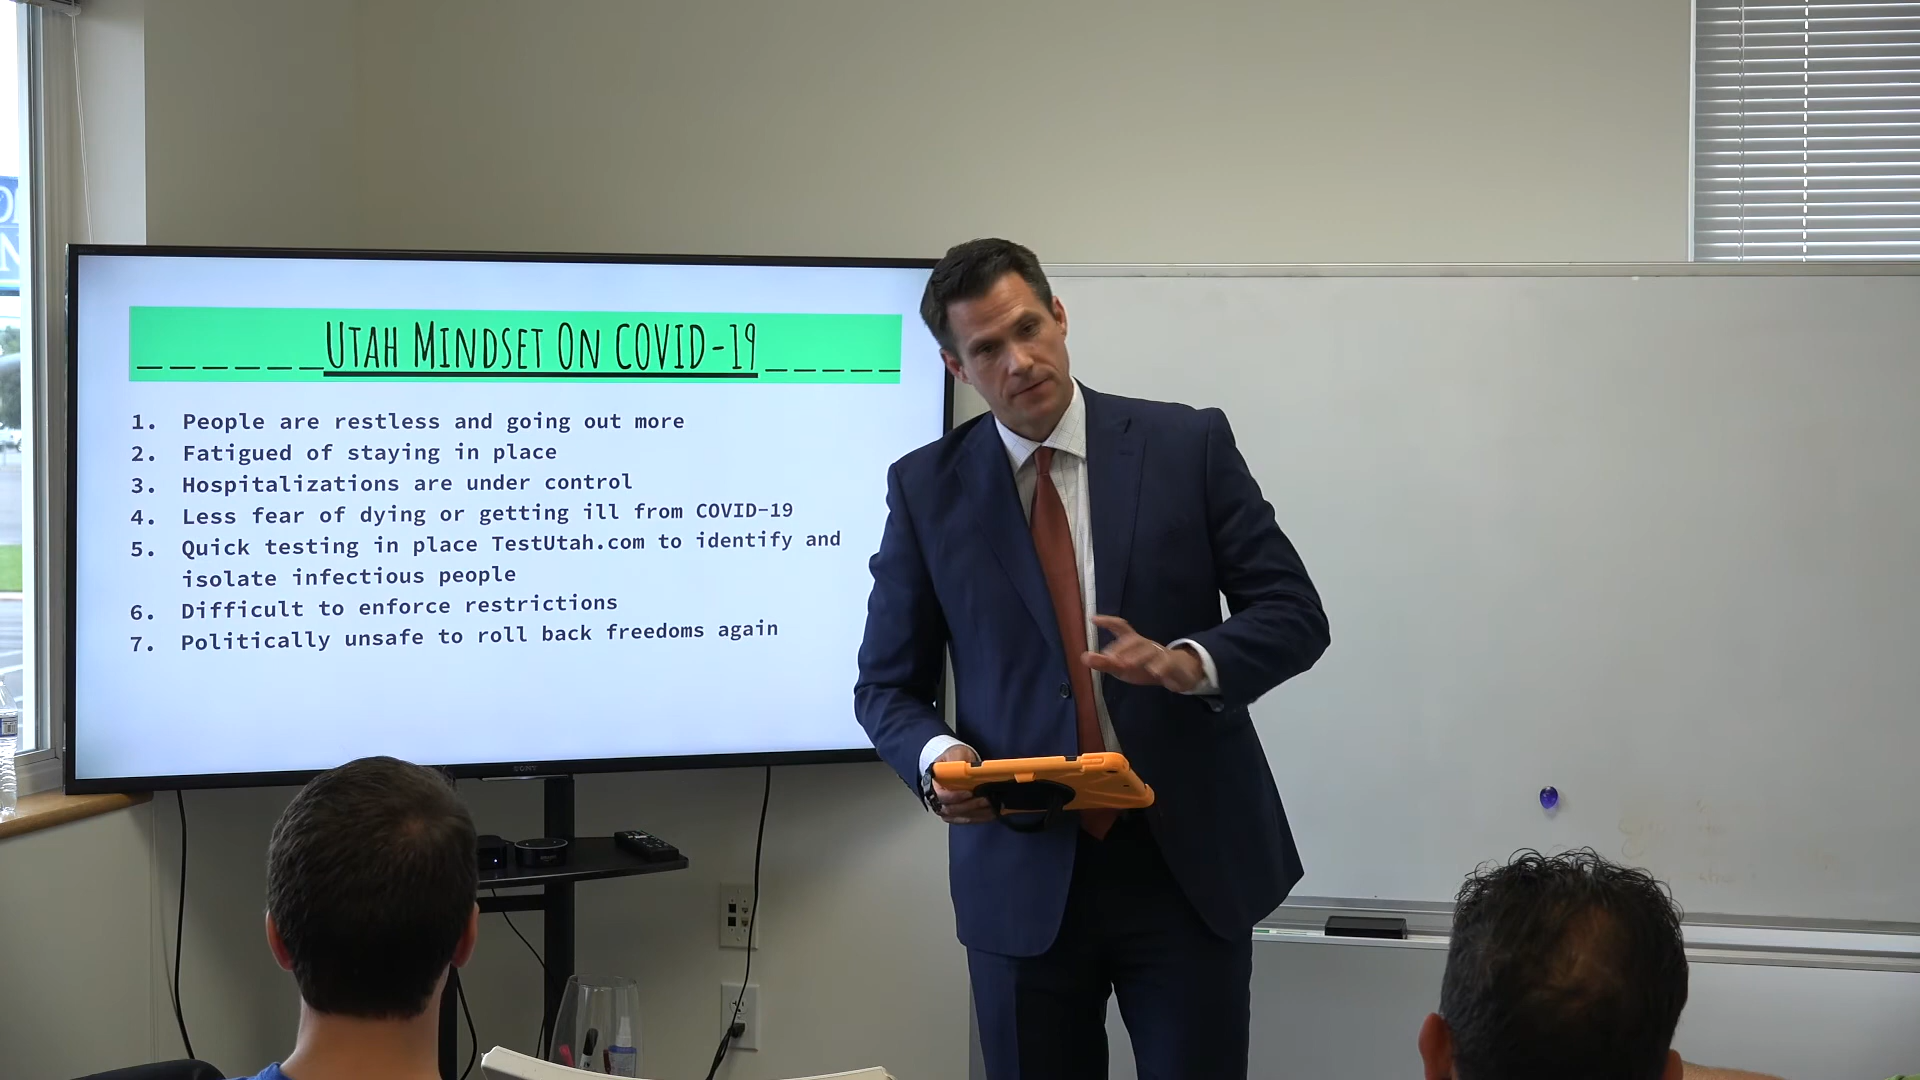 Utah Mindset On COVID-19
1. People are restless and going out more
2. Fatigued of staying in place
3. Hospitalizations are under control
4. Less fear of dying or getting ill from COVID-19
5. Quick testing in place TestUtah.com to identify and
isolate infectious people
6. Difficult to enforce restrictions
7. Politically unsafe to roll back freedoms again
SONY